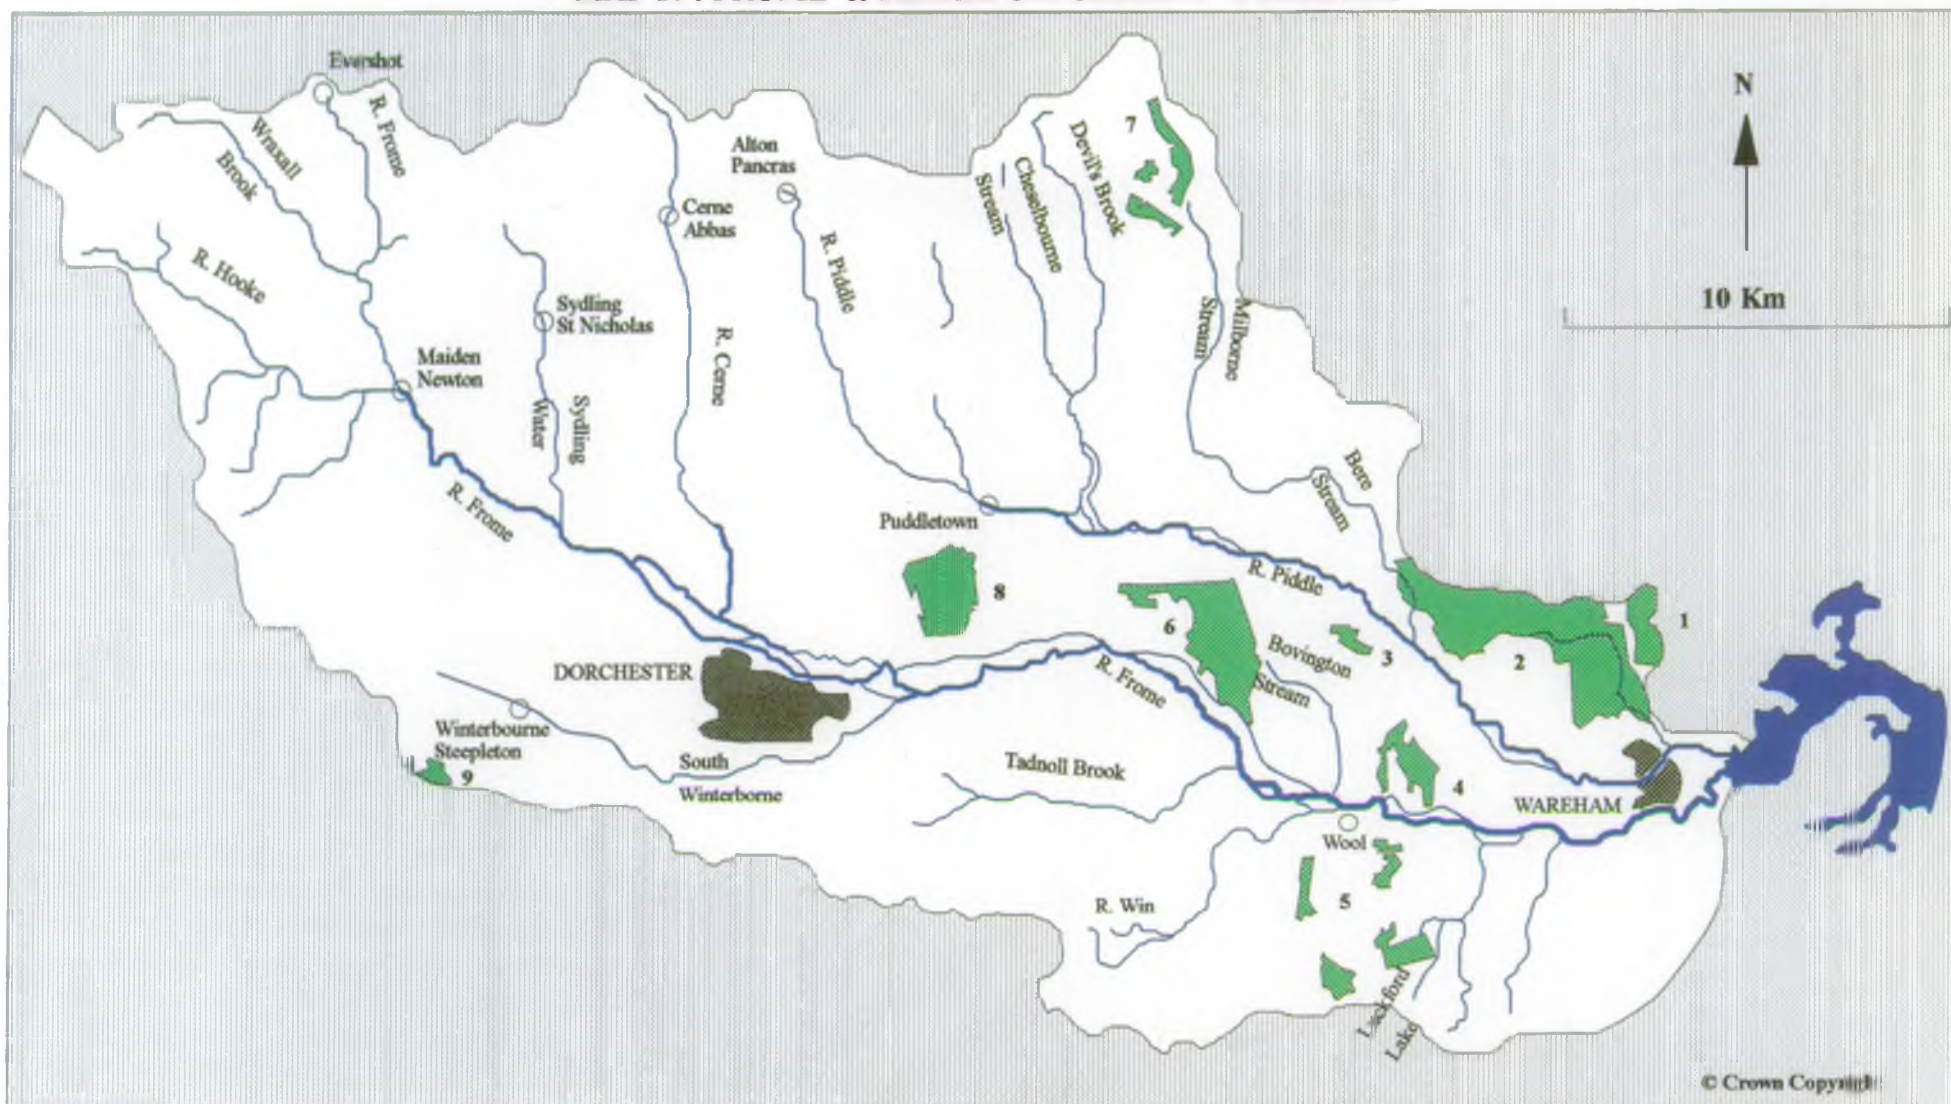 Evershot
R. Frome
Wraxall
Brook
R. Hooke
Maiden
Newton
Sydling
St Nicholas
Sydling
Water
Cerne
Abbas
R. Cerne
Alton
Pancras
R. Piddle
Cheselbourne
Stream
Devil's Brook
7
Milborne
Stream
Bere
Stream
N
10 Km
R. Frome
Puddletown
8
R. Piddle
6
Bovington
Stream
3
2
1
DORCHESTER
R. Frome
Winterbourne
Steepleton
9
South
Winterborne
Tadnoll Brook
4
WAREHAM
Wool
5
R. Win
Luckford
Lake
© Crown Copyright